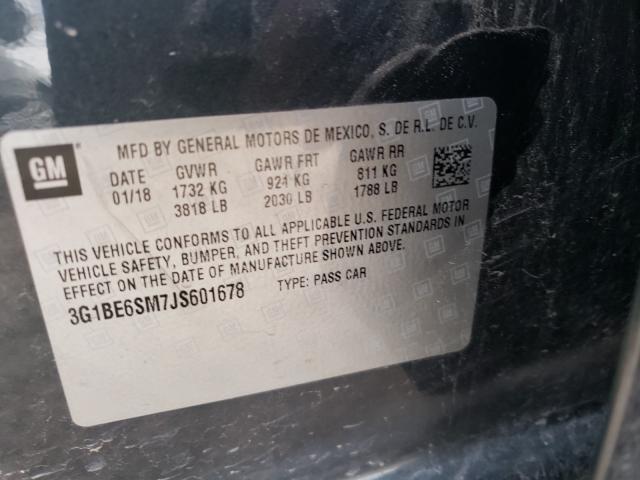 GM
MFD BY GENERAL MOTORS DE MEXICO, S. DE R.L. DE C.V.
DATE GVWR GAWR FRT GAWR RR
01/18 1732 KG 924 KG 811 KG
3818 LB 2030 LB 1788 LB
THIS VEHICLE CONFORMS TO ALL APPLICABLE U.S. FEDERAL MOTOR
VEHICLE SAFETY, BUMPER, AND THEFT PREVENTION STANDARDS IN
EFFECT ON THE DATE OF MANUFACTURE SHOWN ABOVE.
3G1BE6SM7JS601678 TYPE: PASS CAR